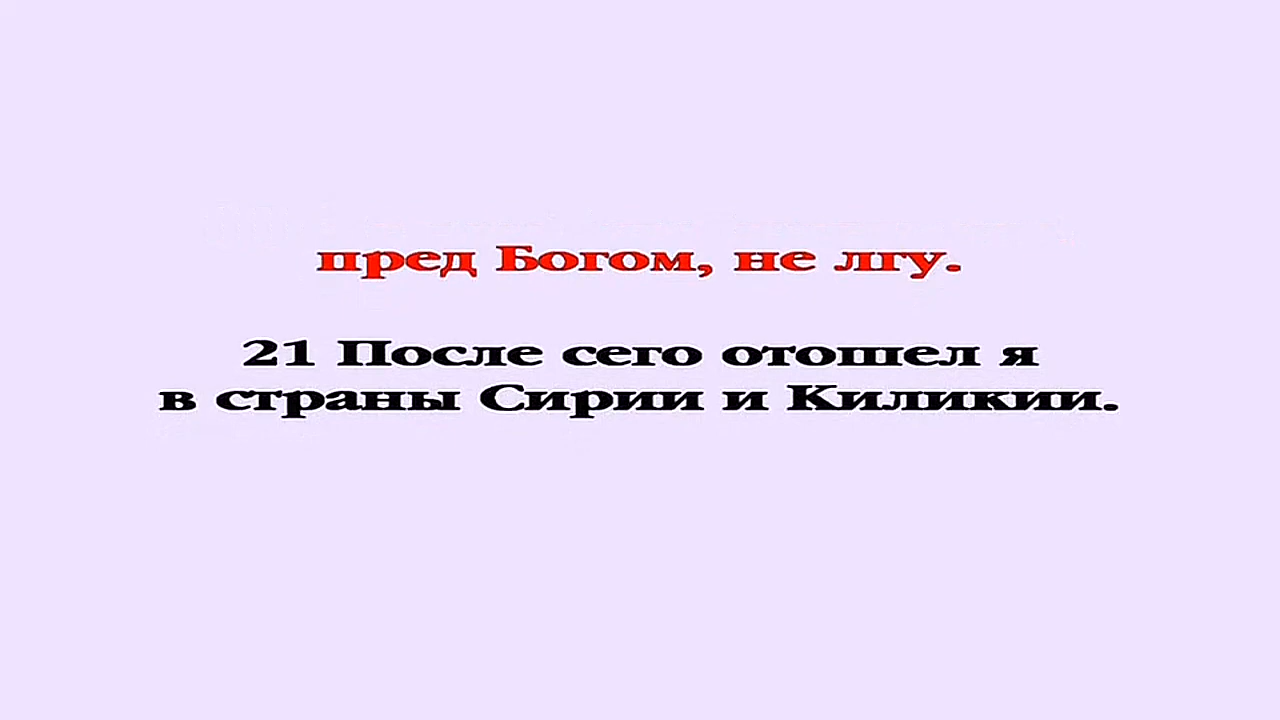 пред Богом, не лгу.
21 После сего отошел я
в страны Сирии и Киликии.